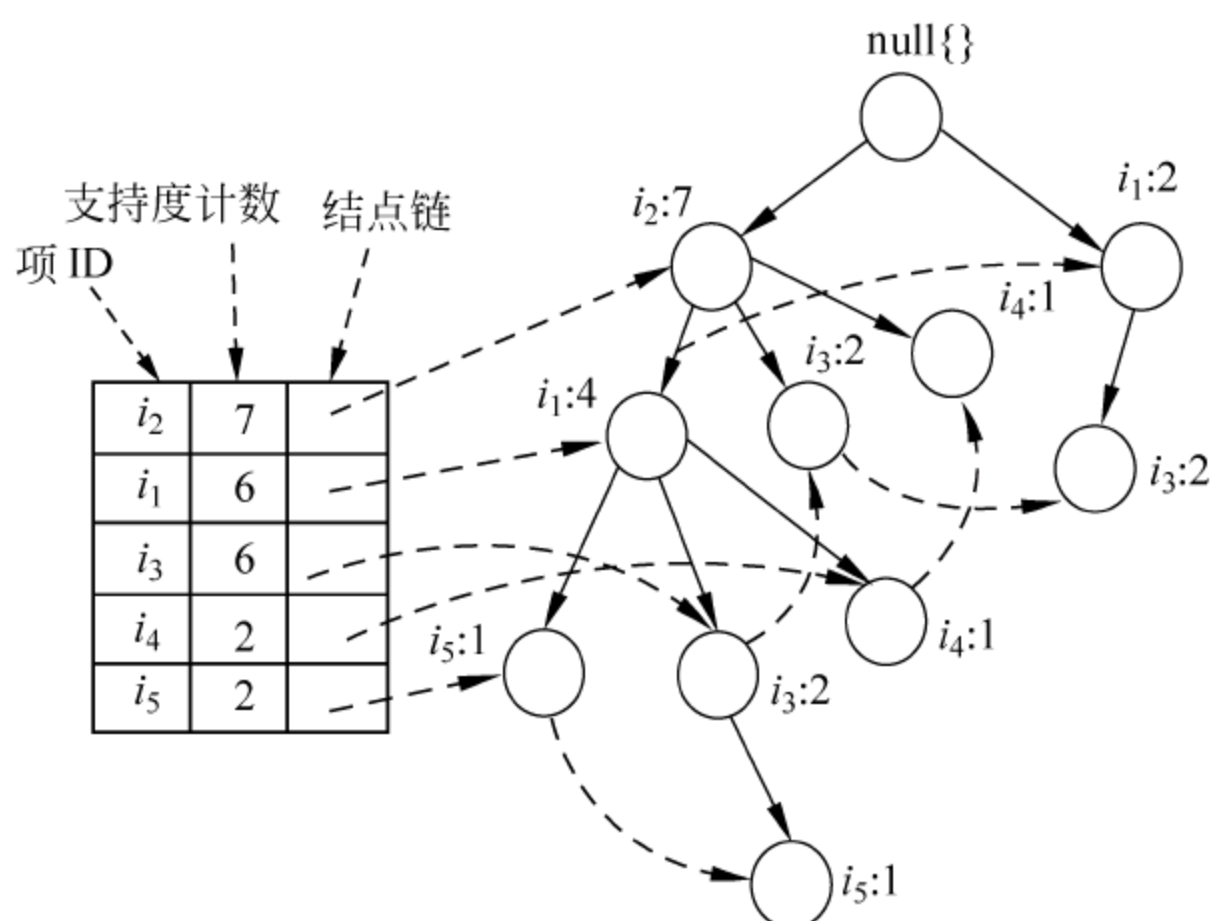 null{}
i₁:2
i₂:7
支持度计数
结点链
项 ID
i₄:1
i₃:2
i₁:4
i₂ 7
i₁ 6
i₃ 6
i₄ 2
i₅ 2
i₃:2
i₅:1
i₄:1
i₃:2
i₅:1